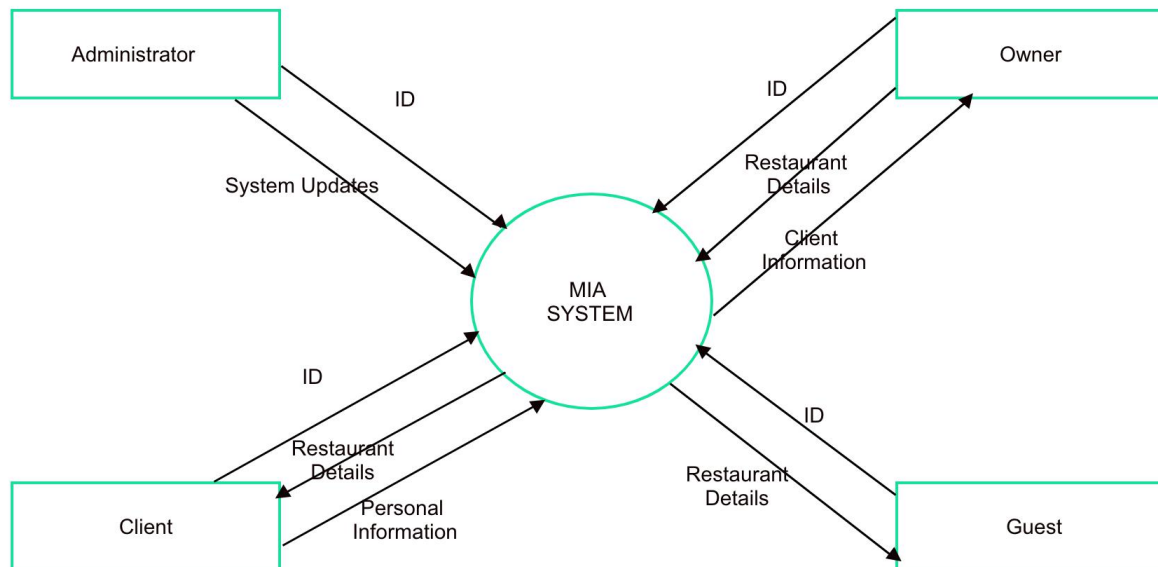 Administrator
Owner
ID
ID
Restaurant
Details
System Updates
Client
Information
MIA
SYSTEM
ID
ID
Restaurant
Details
Restaurant
Details
Personal
Information
Client
Guest